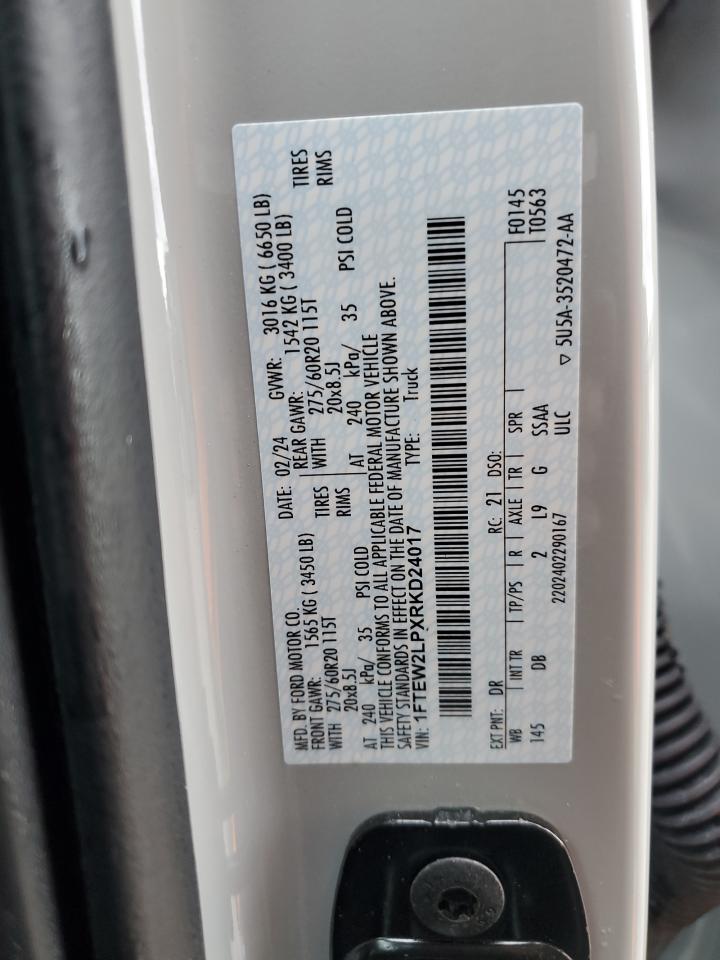 MFD. BY FORD MOTOR CO.
DATE: 02/24 GVWR: 3016 KG ( 6650 LB)
FRONT GAWR: 1565 KG ( 3450 LB) REAR GAWR: 1542 KG ( 3400 LB)
WITH 275/60R20 115T TIRES WITH 275/60R20 115T TIRES
20x8.5J RIMS 20x8.5J RIMS
AT 240 kPa/ 35 PSI COLD AT 240 kPa/ 35 PSI COLD
THIS VEHICLE CONFORMS TO ALL APPLICABLE FEDERAL MOTOR VEHICLE
SAFETY STANDARDS IN EFFECT ON THE DATE OF MANUFACTURE SHOWN ABOVE.
VIN: 1FTEW2LPXRKD24017 TYPE: Truck
EXT PNT: DR RC: 21 DSO: F0145
WB INT TR TP/PS R AXLE TR SPR T0563
145 DB 2 L9 G SSAA
2202402290167 ULC ▽ 5U5A-3520472-AA